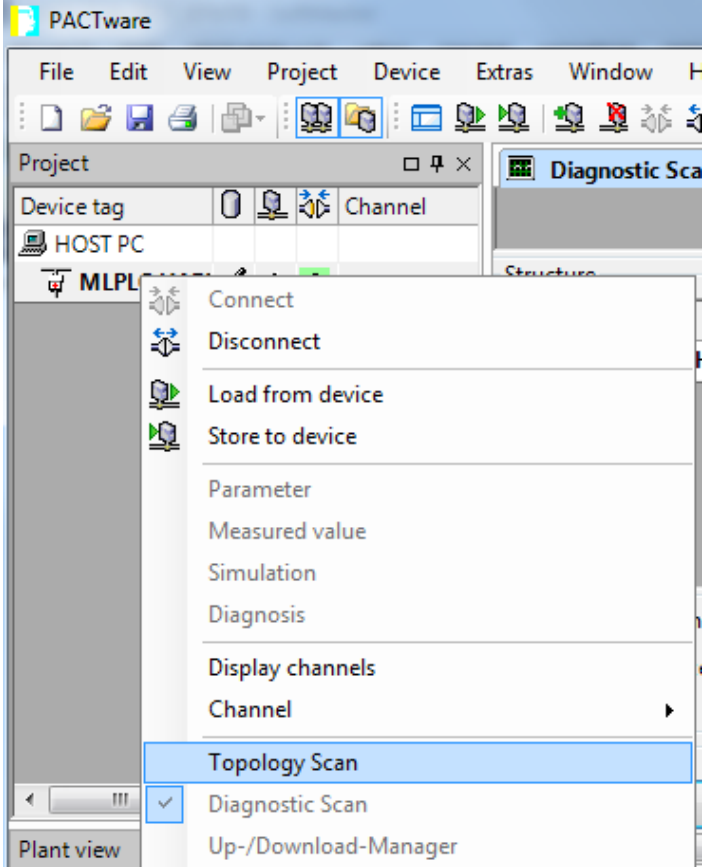 PACTware
File Edit View Project Device Extras Window
Project
Diagnostic Sca
Device tag
Channel
HOST PC
Structure
MLPL
Connect
Disconnect
Load from device
Store to device
Parameter
Measured value
Simulation
Diagnosis
Display channels
Channel
Topology Scan
Diagnostic Scan
Plant view
Up-/Download-Manager